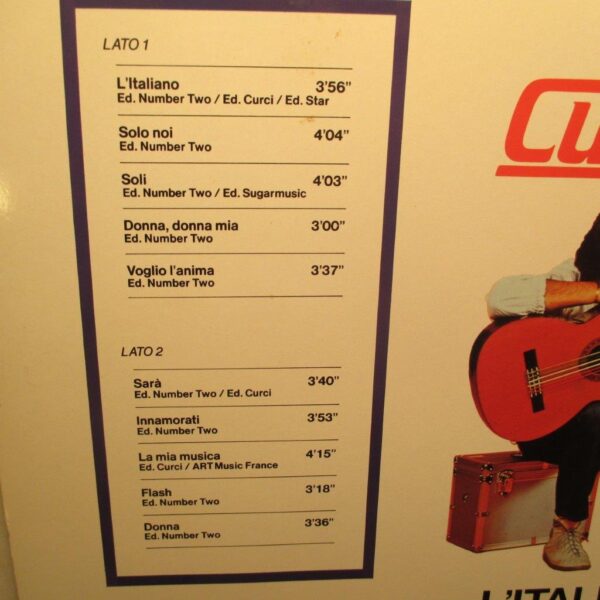 LATO 1
L'Italiano 3'56"
Ed. Number Two / Ed. Curci / Ed. Star
Solo noi 4'04"
Ed. Number Two
Soli 4'03"
Ed. Number Two / Ed. Sugarmusic
Donna, donna mia 3'00"
Ed. Number Two
Voglio l'anima 3'37"
Ed. Number Two
LATO 2
Sarà 3'40"
Ed. Number Two / Ed. Curci
Innamorati 3'53"
Ed. Number Two
La mia musica 4'15"
Ed. Curci / ART Music France
Flash 3'18"
Ed. Number Two
Donna 3'36"
Ed. Number Two
Cu
L'ITAL